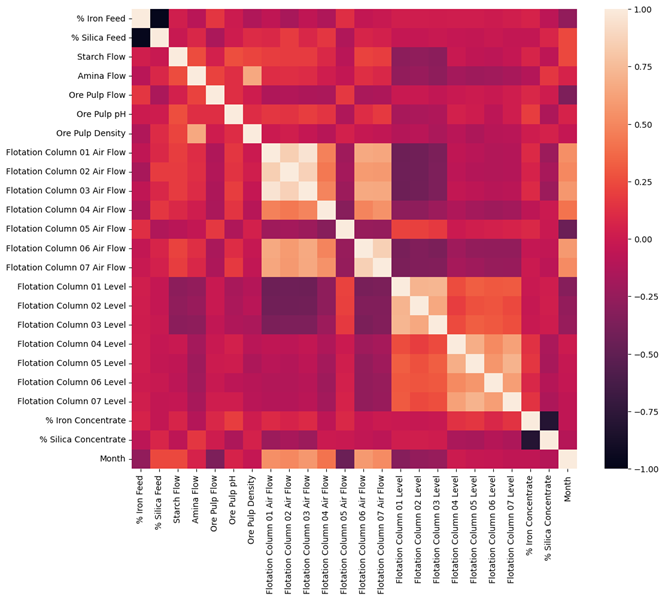 % Iron Feed
% Silica Feed
Starch Flow
Amina Flow
Ore Pulp Flow
Ore Pulp pH
Ore Pulp Density
Flotation Column 01 Air Flow
Flotation Column 02 Air Flow
Flotation Column 03 Air Flow
Flotation Column 04 Air Flow
Flotation Column 05 Air Flow
Flotation Column 06 Air Flow
Flotation Column 07 Air Flow
Flotation Column 01 Level
Flotation Column 02 Level
Flotation Column 03 Level
Flotation Column 04 Level
Flotation Column 05 Level
Flotation Column 06 Level
Flotation Column 07 Level
% Iron Concentrate
% Silica Concentrate
Month
% Iron Feed
% Silica Feed
Starch Flow
Amina Flow
Ore Pulp Flow
Ore Pulp pH
Ore Pulp Density
Flotation Column 01 Air Flow
Flotation Column 02 Air Flow
Flotation Column 03 Air Flow
Flotation Column 04 Air Flow
Flotation Column 05 Air Flow
Flotation Column 06 Air Flow
Flotation Column 07 Air Flow
Flotation Column 01 Level
Flotation Column 02 Level
Flotation Column 03 Level
Flotation Column 04 Level
Flotation Column 05 Level
Flotation Column 06 Level
Flotation Column 07 Level
% Iron Concentrate
% Silica Concentrate
Month
1.00
0.75
0.50
0.25
0.00
−0.25
−0.50
−0.75
−1.00